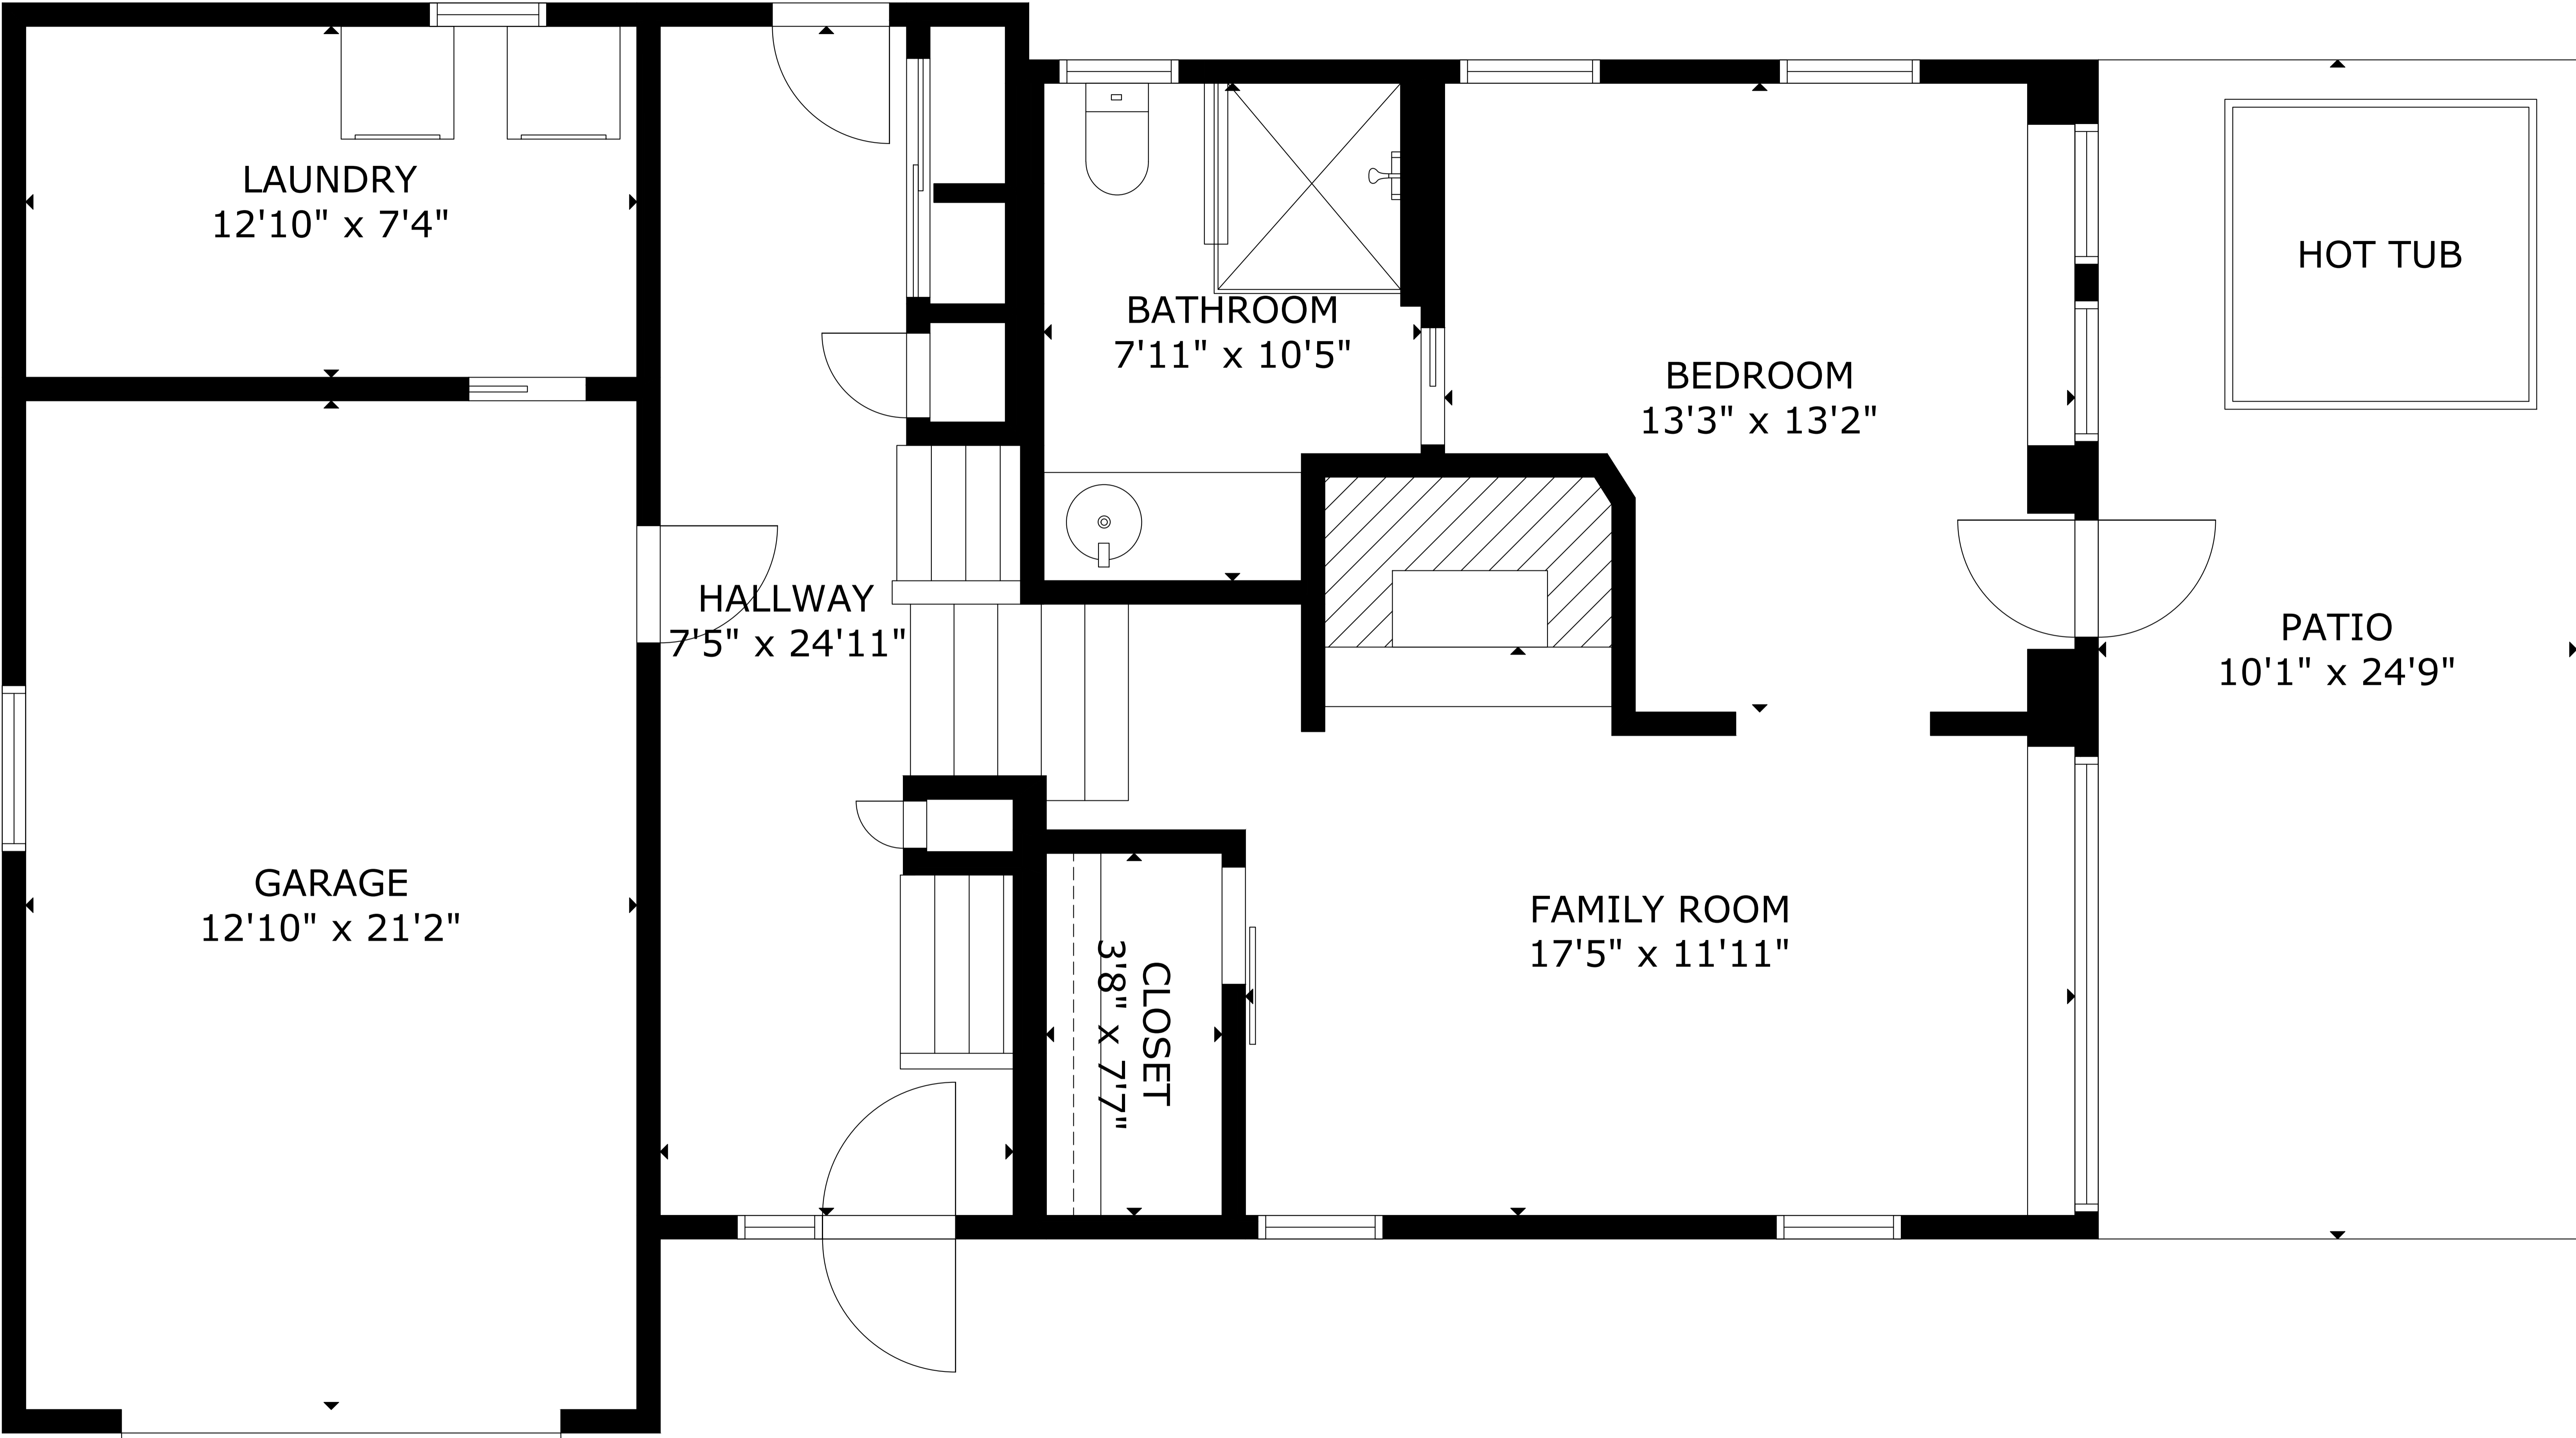 LAUNDRY
12'10" x 7'4"
BATHROOM
7'11" x 10'5"
BEDROOM
13'3" x 13'2"
HOT TUB
HALLWAY
7'5" x 24'11"
PATIO
10'1" x 24'9"
GARAGE
12'10" x 21'2"
CLOSET
3'8" x 7'7"
FAMILY ROOM
17'5" x 11'11"